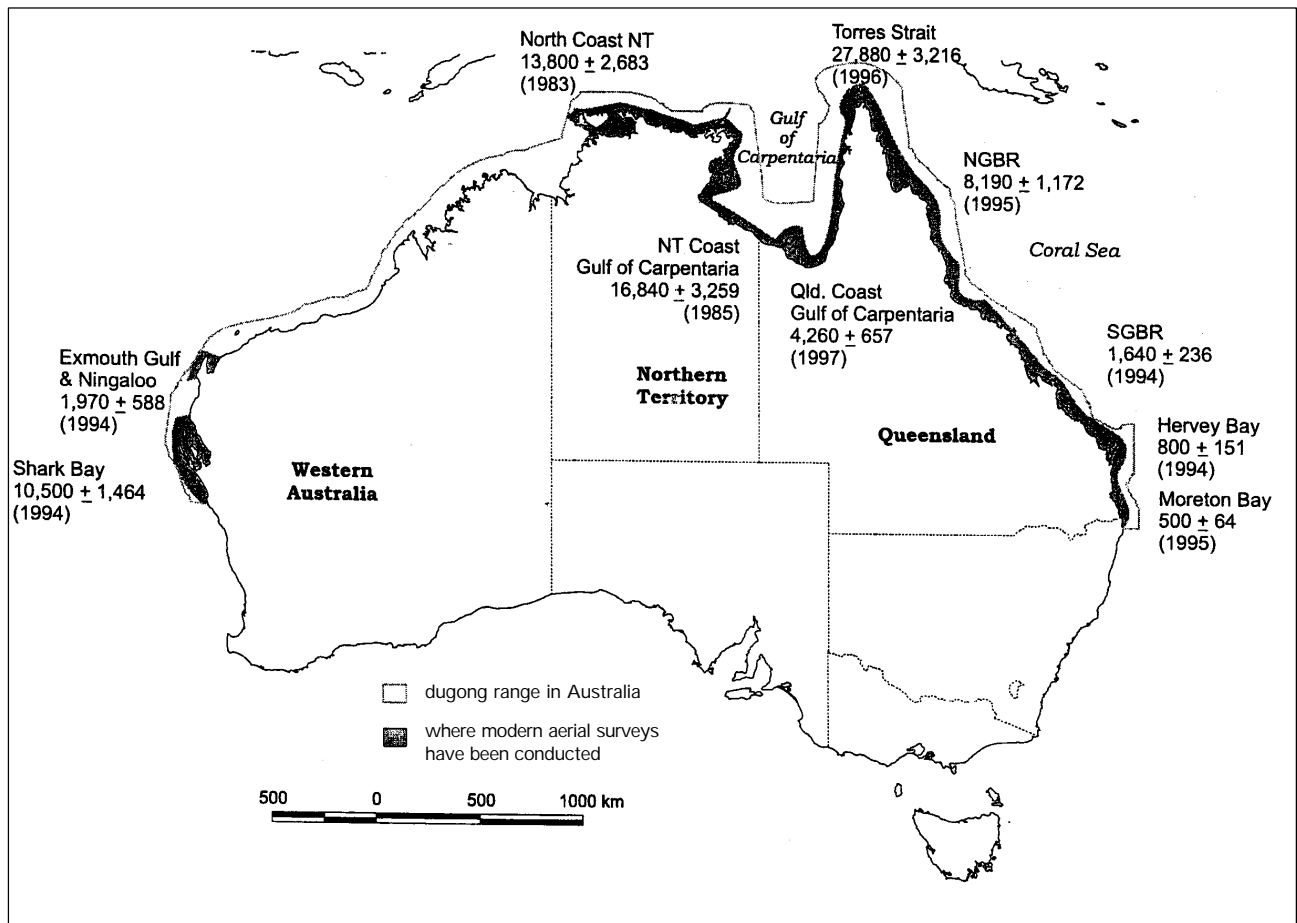 North Coast NT
13,800 ± 2,683
(1983)
Torres Strait
27,880 ± 3,216
(1996)
Gulf
of
Carpentaria
NGBR
8,190 ± 1,172
(1995)
Coral Sea
NT Coast
Gulf of Carpentaria
16,840 ± 3,259
(1985)
Qld. Coast
Gulf of Carpentaria
4,260 ± 657
(1997)
SGBR
1,640 ± 236
(1994)
Exmouth Gulf
& Ningaloo
1,970 ± 588
(1994)
Northern
Territory
Queensland
Hervey Bay
800 ± 151
(1994)
Shark Bay
10,500 ± 1,464
(1994)
Western
Australia
Moreton Bay
500 ± 64
(1995)
dugong range in Australia
where modern aerial surveys
have been conducted
500 0 500 1000 km